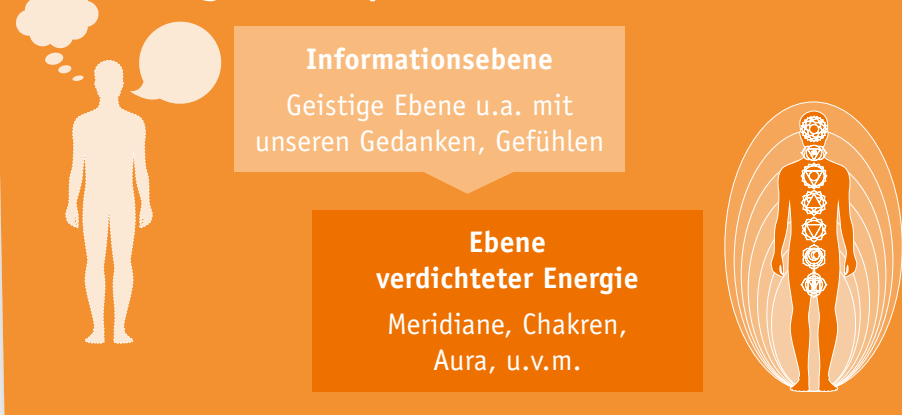 Informationsebene
Geistige Ebene u.a. mit
unseren Gedanken, Gefühlen
Ebene
verdichteter Energie
Meridiane, Chakren,
Aura, u.v.m.